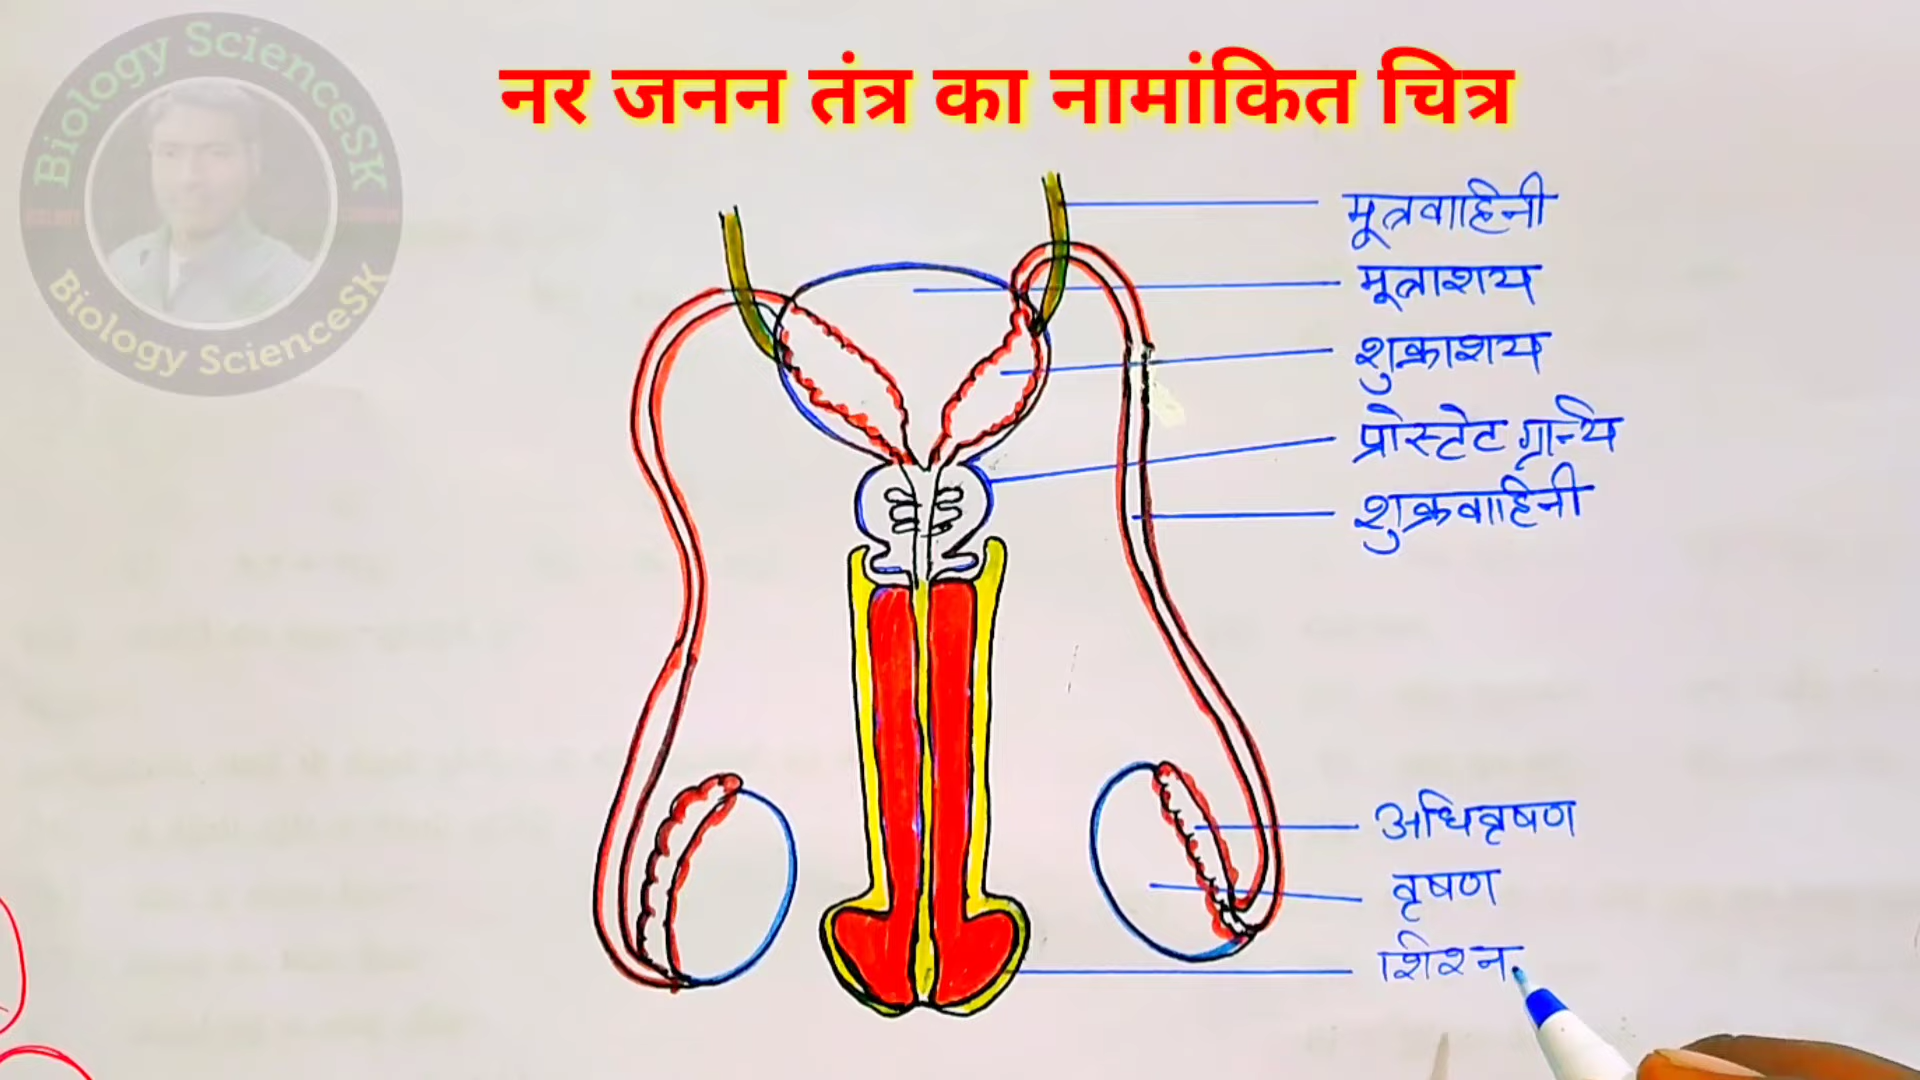 Biology ScienceSK
Biology ScienceSK
नर जनन तंत्र का नामांकित चित्र
मूत्रवाहिनी
मूत्राशय
शुक्राशय
प्रोस्टेट ग्रन्थि
शुक्रवाहिनी
अधिवृषण
वृषण
शिश्न